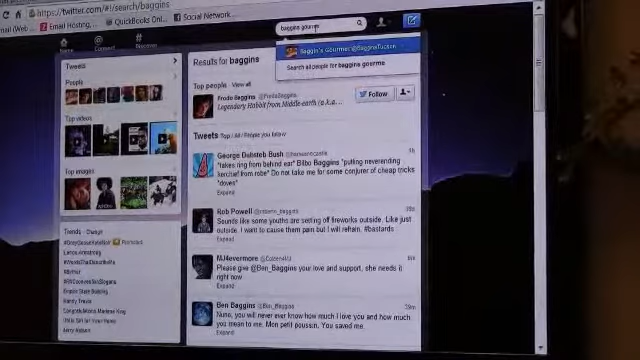 https://twitter.com/#!/search/baggins
QuickBooks
Social Network...
Home
Connect
Discover
baggins gourme
Baggin's Gourmet @BagginsTucson
Search all people for baggins gourme
Tweets
People
Top videos
Top images
Trends · Change
Results for baggins
Top people View all
Frodo Baggins
Legendary Hobbit from Middle-earth (a.k.a...
Follow
Tweets Top / All / People you follow
George Dubsteb Bush
*takes ring from behind ear* Bilbo Baggins *pulling neverending
kerchief from robe* Do not take me for some conjurer of cheap tricks
*doves*
Expand
Rob Powell
Sounds like some youths are setting off fireworks outside. Like just
outside. I want to cause them pain but I will refrain. #bastards
Expand
MJ4evermore
Please give @Ben_Baggins your love and support, she needs it
right now
Expand
Ben Baggins @Ben_Baggins
Nuno, you will never ever know how much I love you and how
much you mean to me. Mon petit poussin. You saved me.
Expand